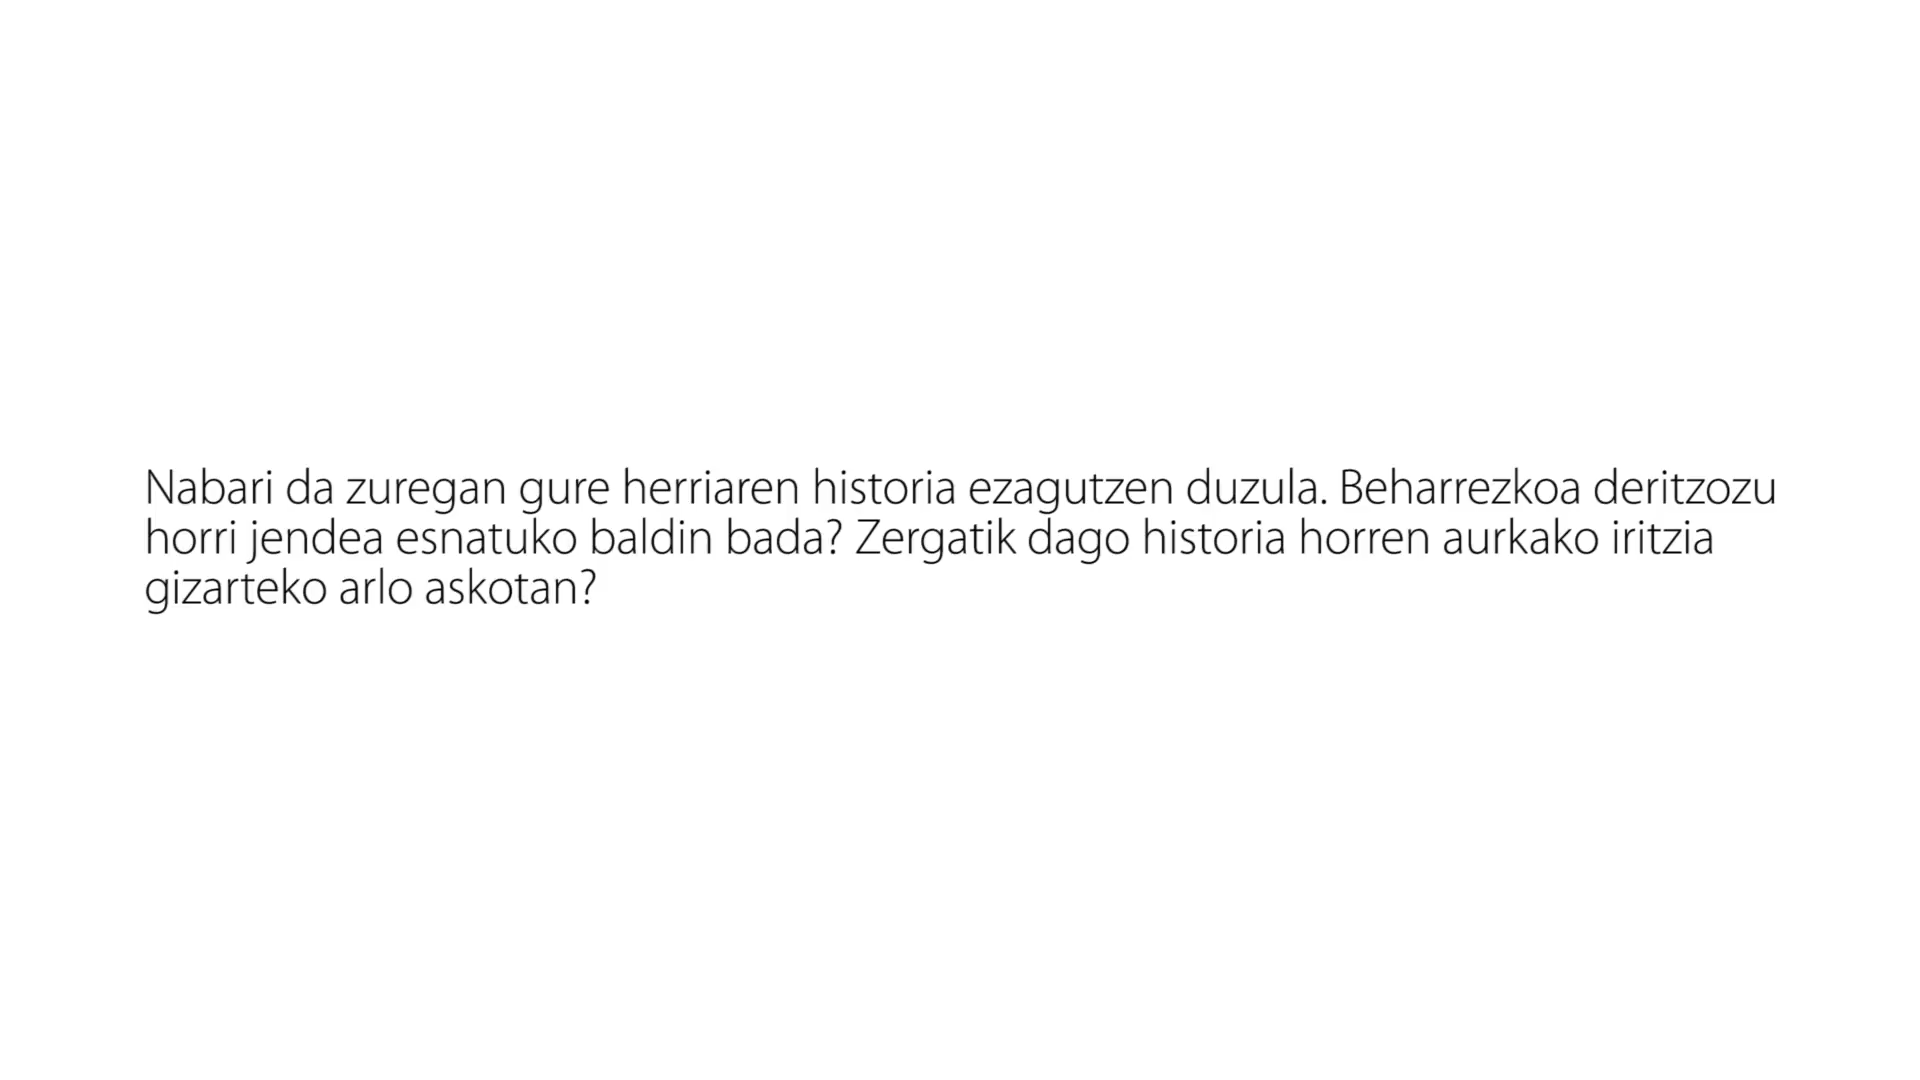 Nabari da zuregan gure herriaren historia ezagutzen duzula. Beharrezkoa deritzozu
horri jendea esnatuko baldin bada? Zergatik dago historia horren aurkako iritzia
gizarteko arlo askotan?